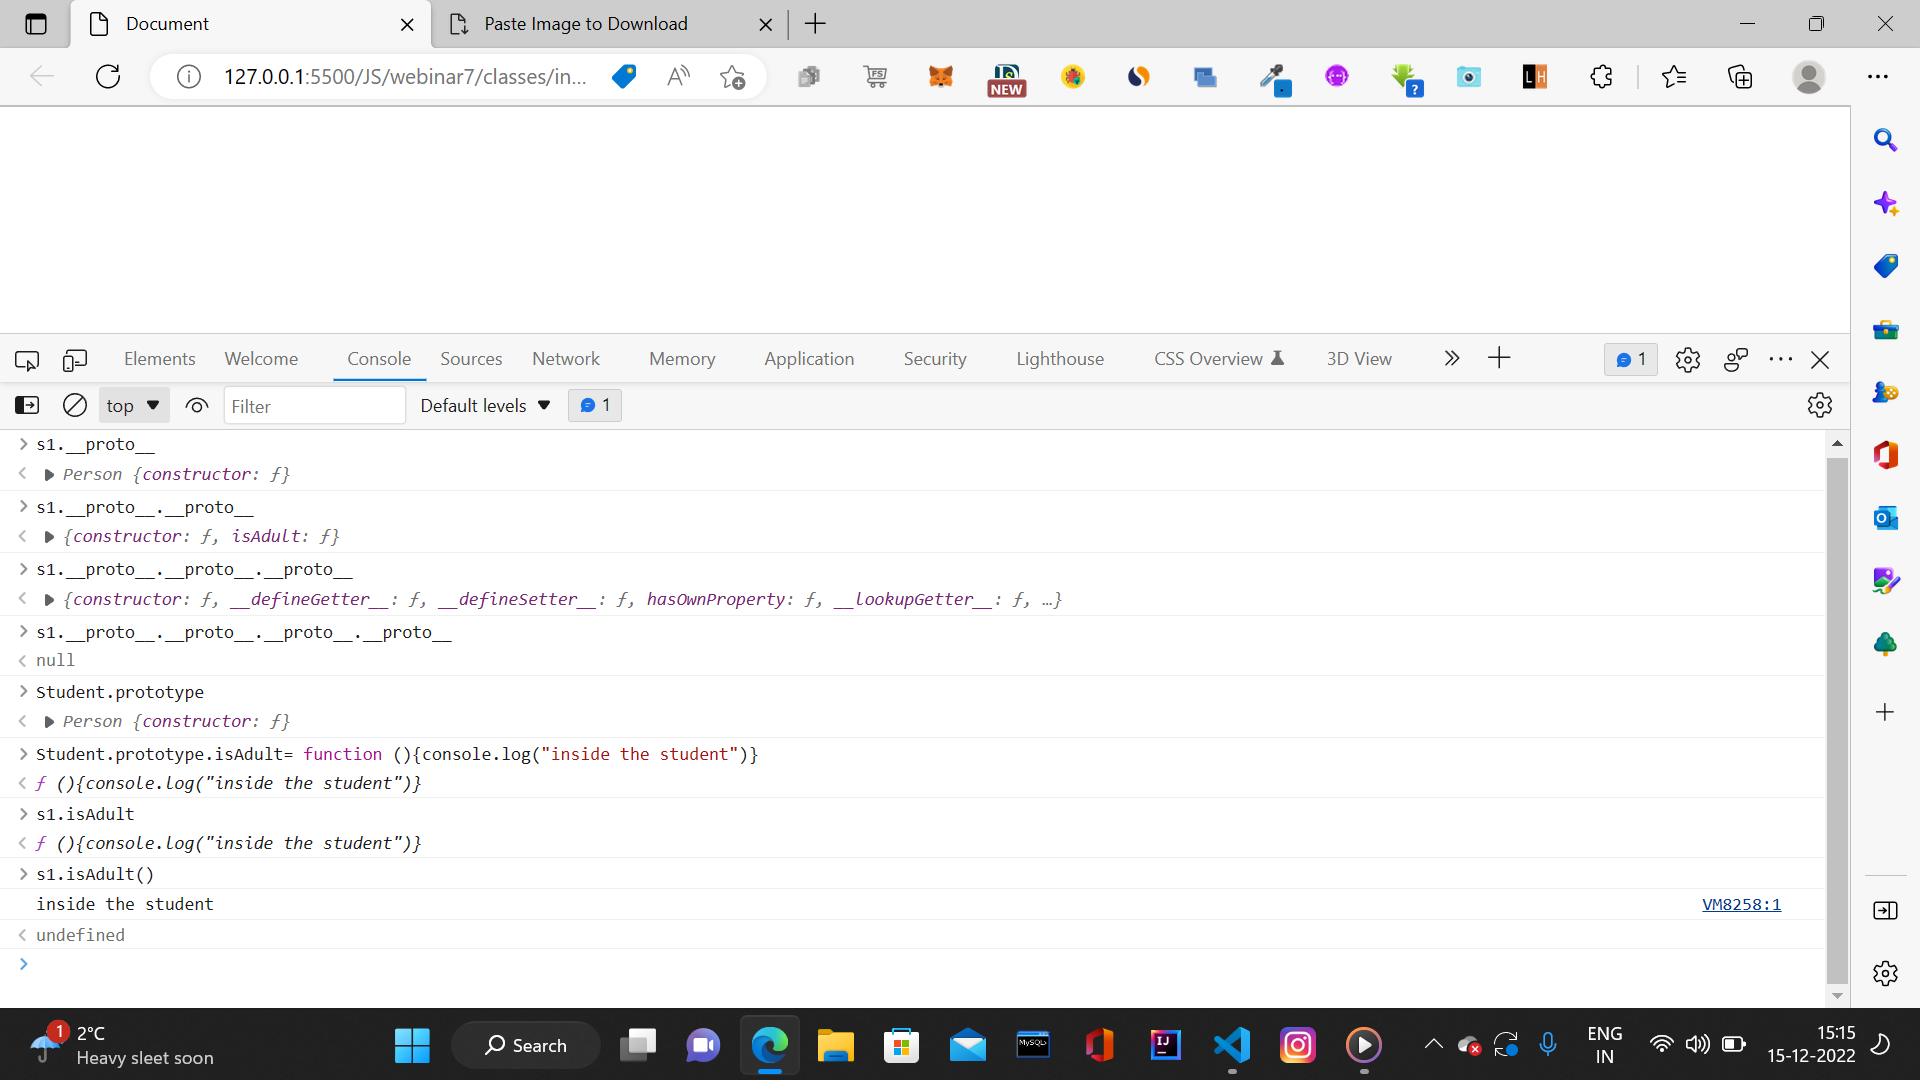 Document
Paste Image to Download
127.0.0.1:5500/JS/webinar7/classes/in...
A
FS
NEW
?
LH
Elements Welcome Console Sources Network Memory Application Security Lighthouse CSS Overview 3D View
1
top
Filter
Default levels
1
s1.__proto__
Person {constructor: ƒ}
s1.__proto__.__proto__
{constructor: ƒ, isAdult: ƒ}
s1.__proto__.__proto__.__proto__
{constructor: ƒ, __defineGetter__: ƒ, __defineSetter__: ƒ, hasOwnProperty: ƒ, __lookupGetter__: ƒ, …}
s1.__proto__.__proto__.__proto__.__proto__
null
Student.prototype
Person {constructor: ƒ}
Student.prototype.isAdult= function (){console.log("inside the student")}
ƒ (){console.log("inside the student")}
s1.isAdult
ƒ (){console.log("inside the student")}
s1.isAdult()
inside the student VM8258:1
undefined
1
2°C
Heavy sleet soon
Search
MySQL
IJ
ENG
IN
15:15
15-12-2022